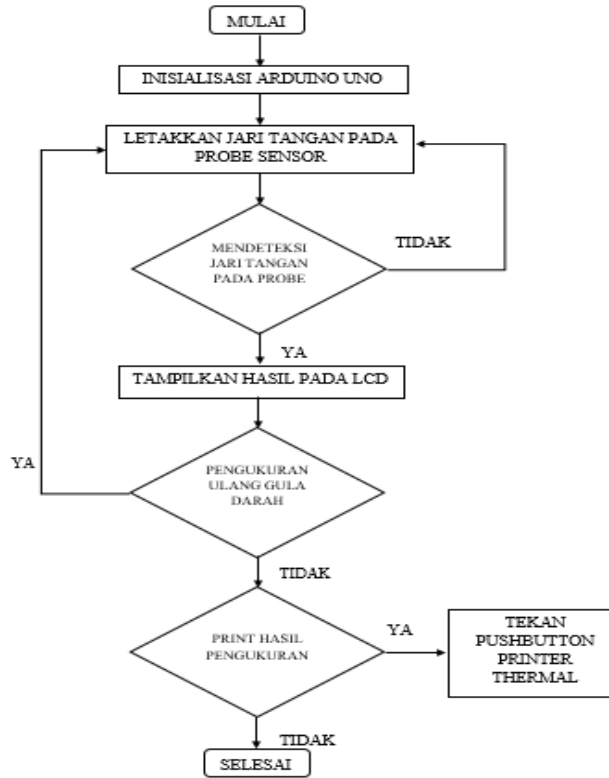 MULAI
INISIALISASI ARDUINO UNO
LETAKKAN JARI TANGAN PADA
PROBE SENSOR
MENDETEKSI
JARI TANGAN
PADA PROBE
TIDAK
YA
TAMPILKAN HASIL PADA LCD
PENGUKURAN
ULANG GULA
DARAH
YA
TIDAK
PRINT HASIL
PENGUKURAN
YA
TEKAN
PUSHBUTTON
PRINTER
THERMAL
TIDAK
SELESAI